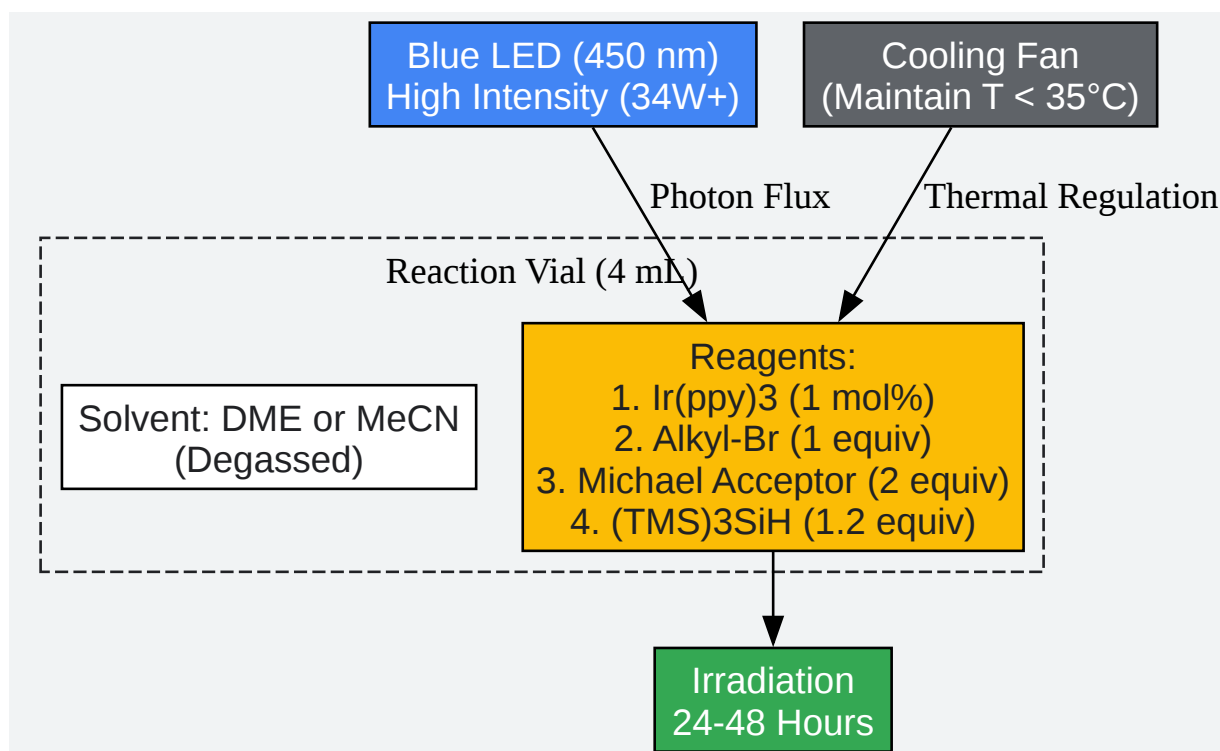 Blue LED (450 nm)
High Intensity (34W+)
Cooling Fan
(Maintain T < 35°C)
Photon Flux
Thermal Regulation
Reaction Vial (4 mL)
Solvent: DME or MeCN
(Degassed)
Reagents:
1. Ir(ppy)3 (1 mol%)
2. Alkyl-Br (1 equiv)
3. Michael Acceptor (2 equiv)
4. (TMS)3SiH (1.2 equiv)
Irradiation
24-48 Hours